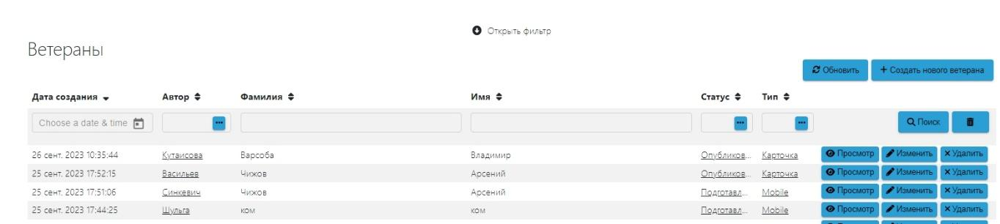 Открыть фильтр
Ветераны
Обновить + Создать нового ветерана
Дата создания Автор Фамилия Имя Статус Тип
Choose a date & time ... ... ... Поиск
26 сент. 2023 10:35:44 Кутаисова Варсоба Владимир Опубликов... Карточка Просмотр Изменить × Удалить
25 сент. 2023 17:52:15 Васильев Чижов Арсений Опубликов... Карточка Просмотр Изменить × Удалить
25 сент. 2023 17:51:06 Синкевич Чижов Арсений Подготавл... Mobile Просмотр Изменить × Удалить
25 сент. 2023 17:44:25 Шульга ком ком Подготавл... Mobile Просмотр Изменить × Удалить